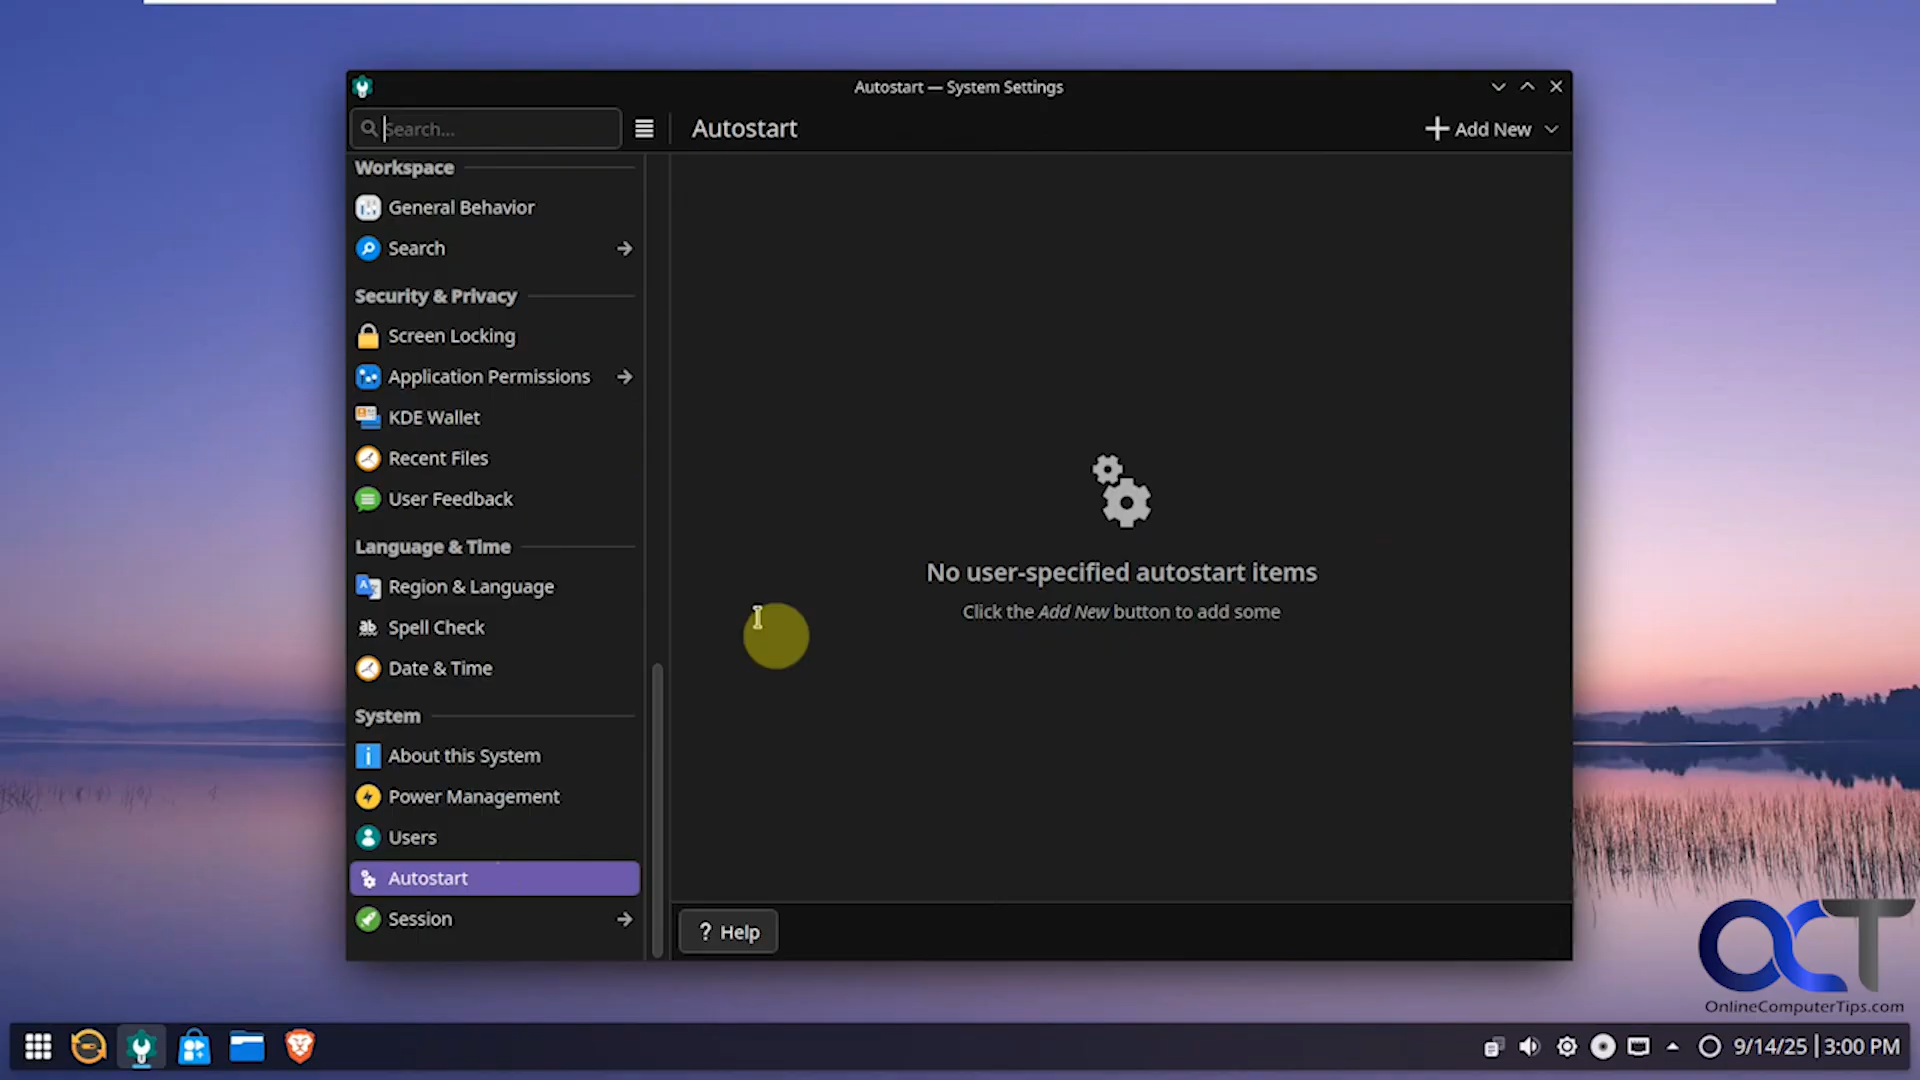 Autostart — System Settings
Search...
Autostart
Add New
Workspace
General Behavior
Search
Security & Privacy
Screen Locking
Application Permissions
KDE Wallet
Recent Files
User Feedback
Language & Time
Region & Language
Spell Check
Date & Time
System
About this System
Power Management
Users
Autostart
Session
No user-specified autostart items
Click the Add New button to add some
? Help
OCT
OnlineComputerTips.com
9/14/25 | 3:00 PM